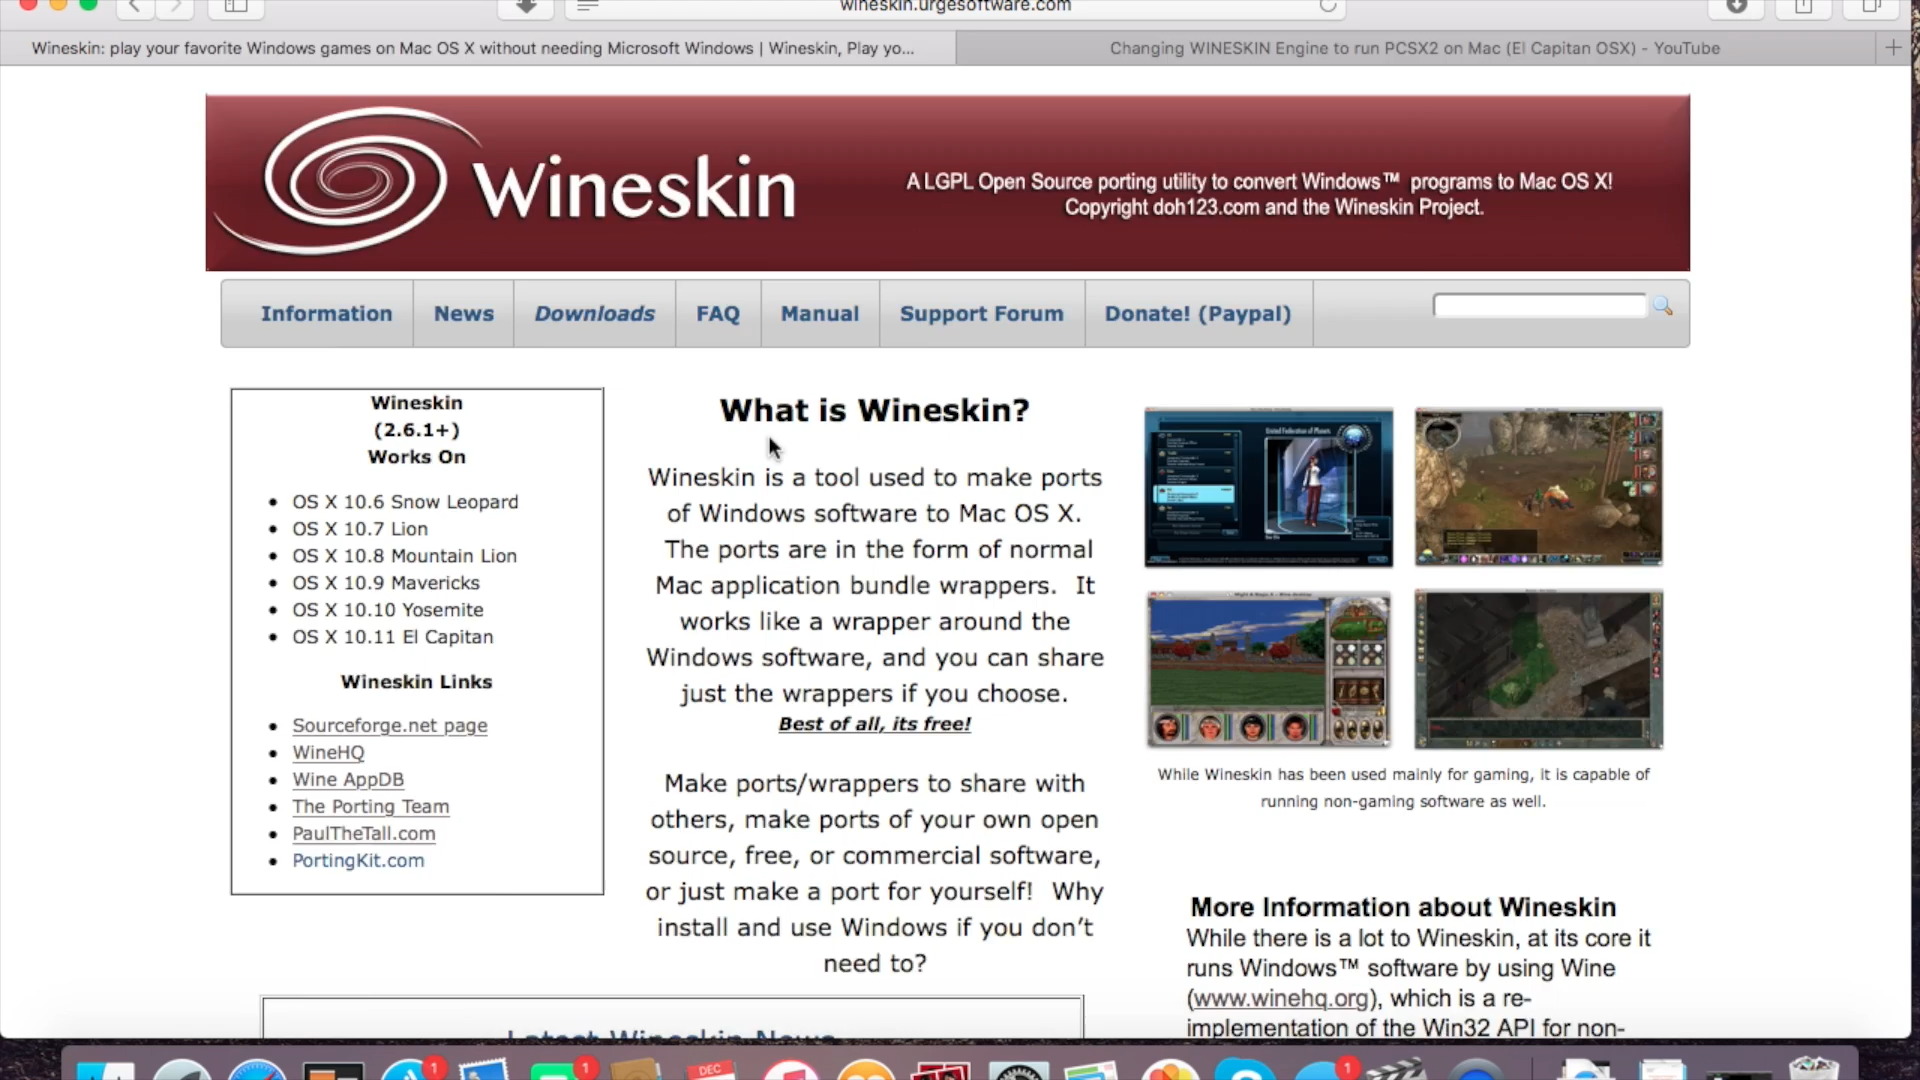 wineskin.urgesoftware.com
Wineskin: play your favorite Windows games on Mac OS X without needing Microsoft Windows | Wineskin, Play yo...
Changing WINESKIN Engine to run PCSX2 on Mac (El Capitan OSX) - YouTube
Wineskin
A LGPL Open Source porting utility to convert Windows™ programs to Mac OS X!
Copyright doh123.com and the Wineskin Project.
Information
News
Downloads
FAQ
Manual
Support Forum
Donate! (Paypal)
Wineskin
(2.6.1+)
Works On
• OS X 10.6 Snow Leopard
• OS X 10.7 Lion
• OS X 10.8 Mountain Lion
• OS X 10.9 Mavericks
• OS X 10.10 Yosemite
• OS X 10.11 El Capitan
Wineskin Links
• Sourceforge.net page
• WineHQ
• Wine AppDB
• The Porting Team
• PaulTheTall.com
• PortingKit.com
What is Wineskin?
Wineskin is a tool used to make ports
of Windows software to Mac OS X.
The ports are in the form of normal
Mac application bundle wrappers. It
works like a wrapper around the
Windows software, and you can share
just the wrappers if you choose.
Best of all, its free!
Make ports/wrappers to share with
others, make ports of your own open
source, free, or commercial software,
or just make a port for yourself! Why
install and use Windows if you don't
need to?
Latest Wineskin News
United Federation of Planets
While Wineskin has been used mainly for gaming, it is capable of
running non-gaming software as well.
More Information about Wineskin
While there is a lot to Wineskin, at its core it
runs Windows™ software by using Wine
(www.winehq.org), which is a re-
implementation of the Win32 API for non-
1
1
DEC
1